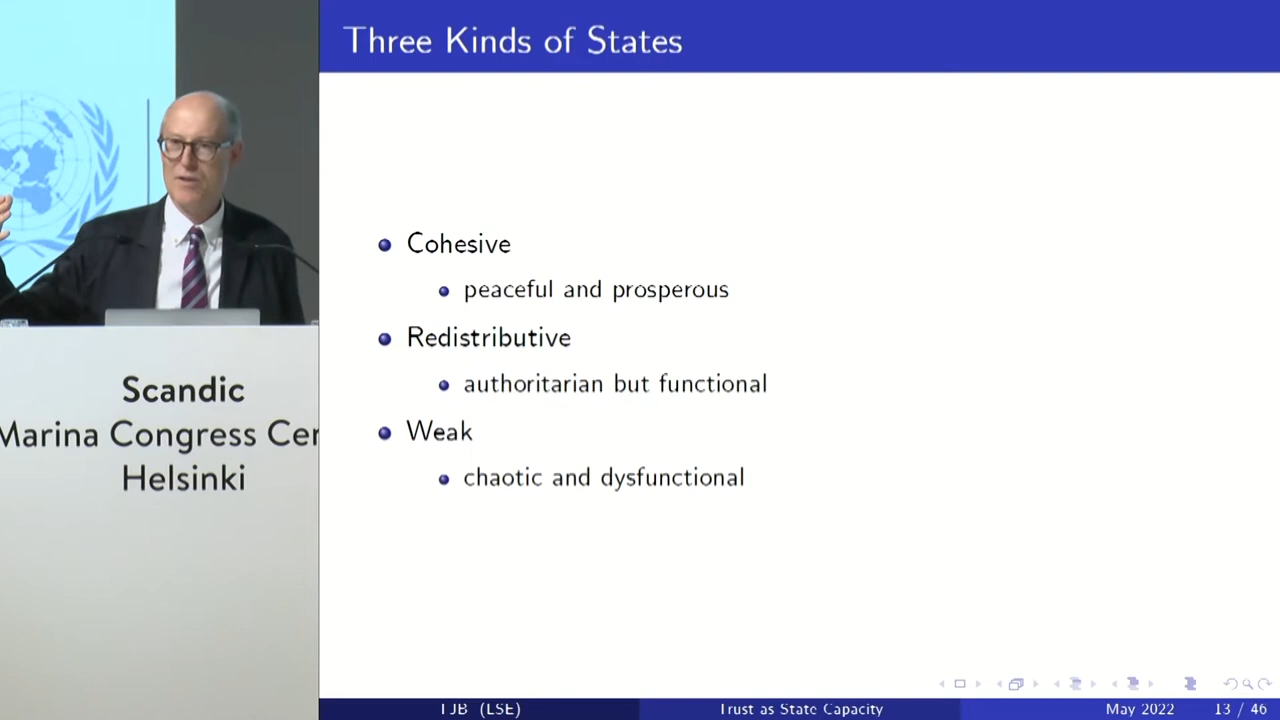 Three Kinds of States
Cohesive
peaceful and prosperous
Redistributive
authoritarian but functional
Weak
chaotic and dysfunctional
Scandic
Marina Congress Cer
Helsinki
TJB (LSE)
Trust as State Capacity
May 2022
13 / 46